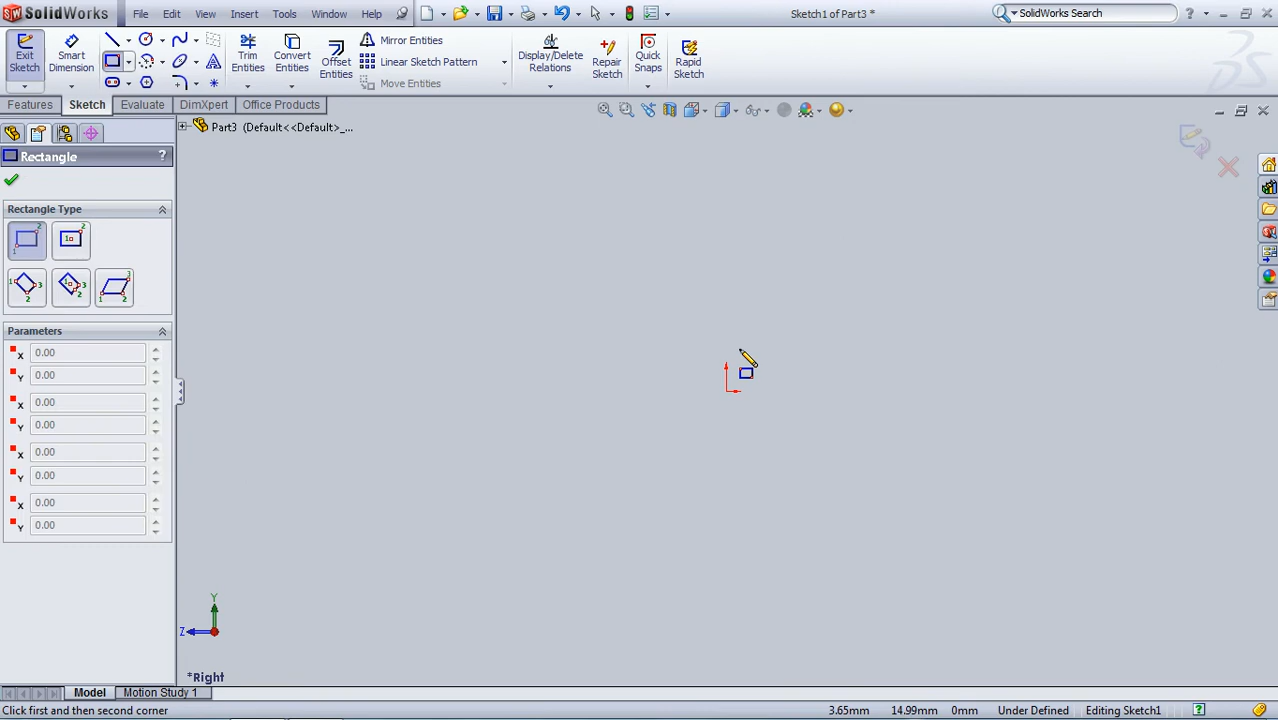 SolidWorks File Edit View Insert Tools Window Help Sketch1 of Part3 * SolidWorks Search ?
Exit Sketch
Smart Dimension
Trim Entities
Convert Entities
Offset Entities
Mirror Entities
Linear Sketch Pattern
Move Entities
Display/Delete Relations
Repair Sketch
Quick Snaps
Rapid Sketch
Features Sketch Evaluate DimXpert Office Products
Part3 (Default<<Default>_...
Rectangle ?
Rectangle Type
Parameters
X 0.00
Y 0.00
X 0.00
Y 0.00
X 0.00
Y 0.00
X 0.00
Y 0.00
Y
Z
*Right
Model Motion Study 1
Click first and then second corner 3.65mm 14.99mm 0mm Under Defined Editing Sketch1 ?